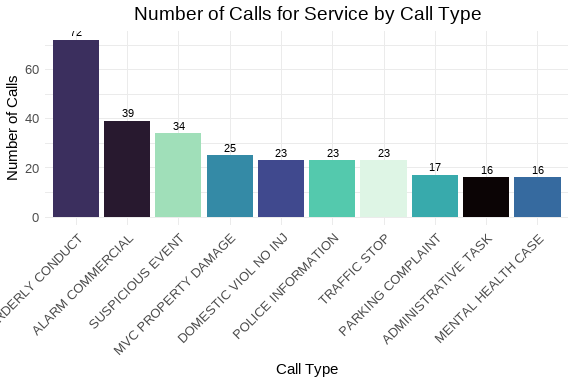 Number of Calls for Service by Call Type
Number of Calls
60
40
20
0
72
39
34
25
23
23
23
17
16
16
RDERLY CONDUCT
ALARM COMMERCIAL
SUSPICIOUS EVENT
MVC PROPERTY DAMAGE
DOMESTIC VIOL NO INJ
POLICE INFORMATION
TRAFFIC STOP
PARKING COMPLAINT
ADMINISTRATIVE TASK
MENTAL HEALTH CASE
Call Type